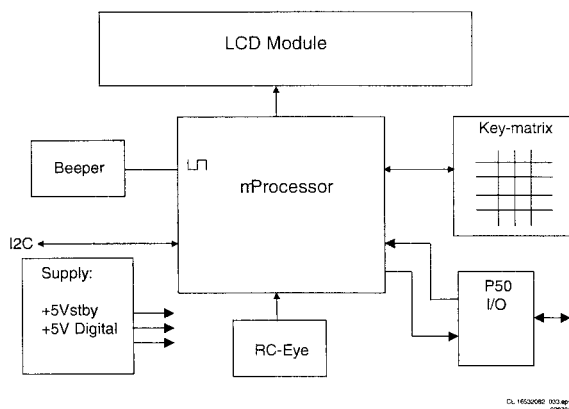 LCD Module
Beeper
mProcessor
Key-matrix
I2C
Supply:
+5Vstby
+5V Digital
RC-Eye
P50
I/O